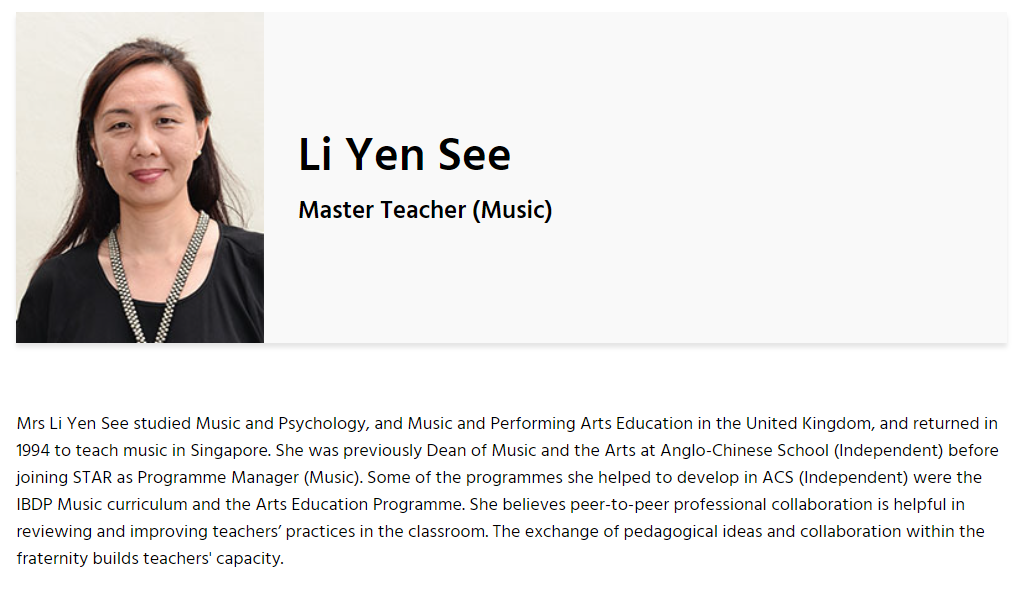 Li Yen See
Master Teacher (Music)
Mrs Li Yen See studied Music and Psychology, and Music and Performing Arts Education in the United Kingdom, and returned in
1994 to teach music in Singapore. She was previously Dean of Music and the Arts at Anglo-Chinese School (Independent) before
joining STAR as Programme Manager (Music). Some of the programmes she helped to develop in ACS (Independent) were the
IBDP Music curriculum and the Arts Education Programme. She believes peer-to-peer professional collaboration is helpful in
reviewing and improving teachers’ practices in the classroom. The exchange of pedagogical ideas and collaboration within the
fraternity builds teachers' capacity.